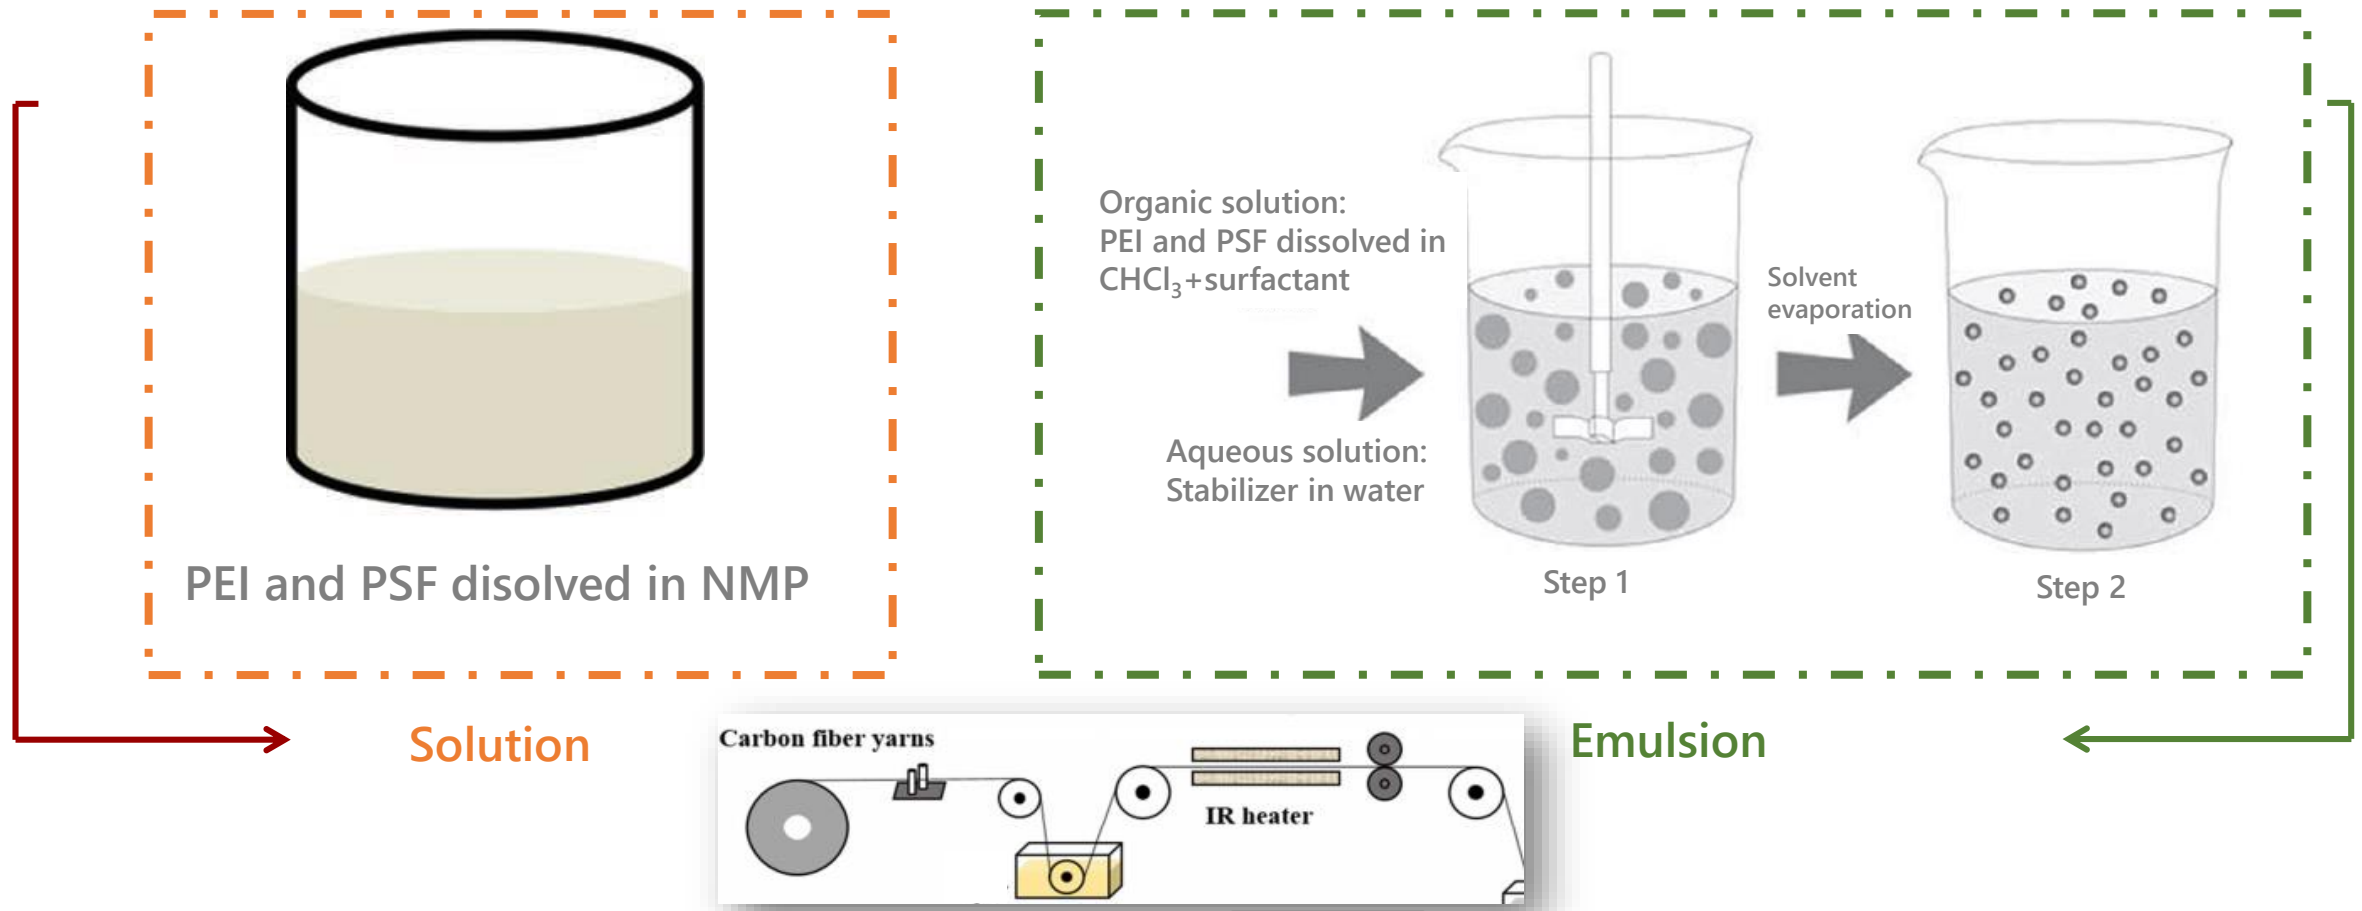 PEI and PSF disolved in NMP
Organic solution:
PEI and PSF dissolved in
CHCl₃+surfactant
Aqueous solution:
Stabilizer in water
Solvent
evaporation
Step 1
Step 2
Solution
Emulsion
Carbon fiber yarns
IR heater